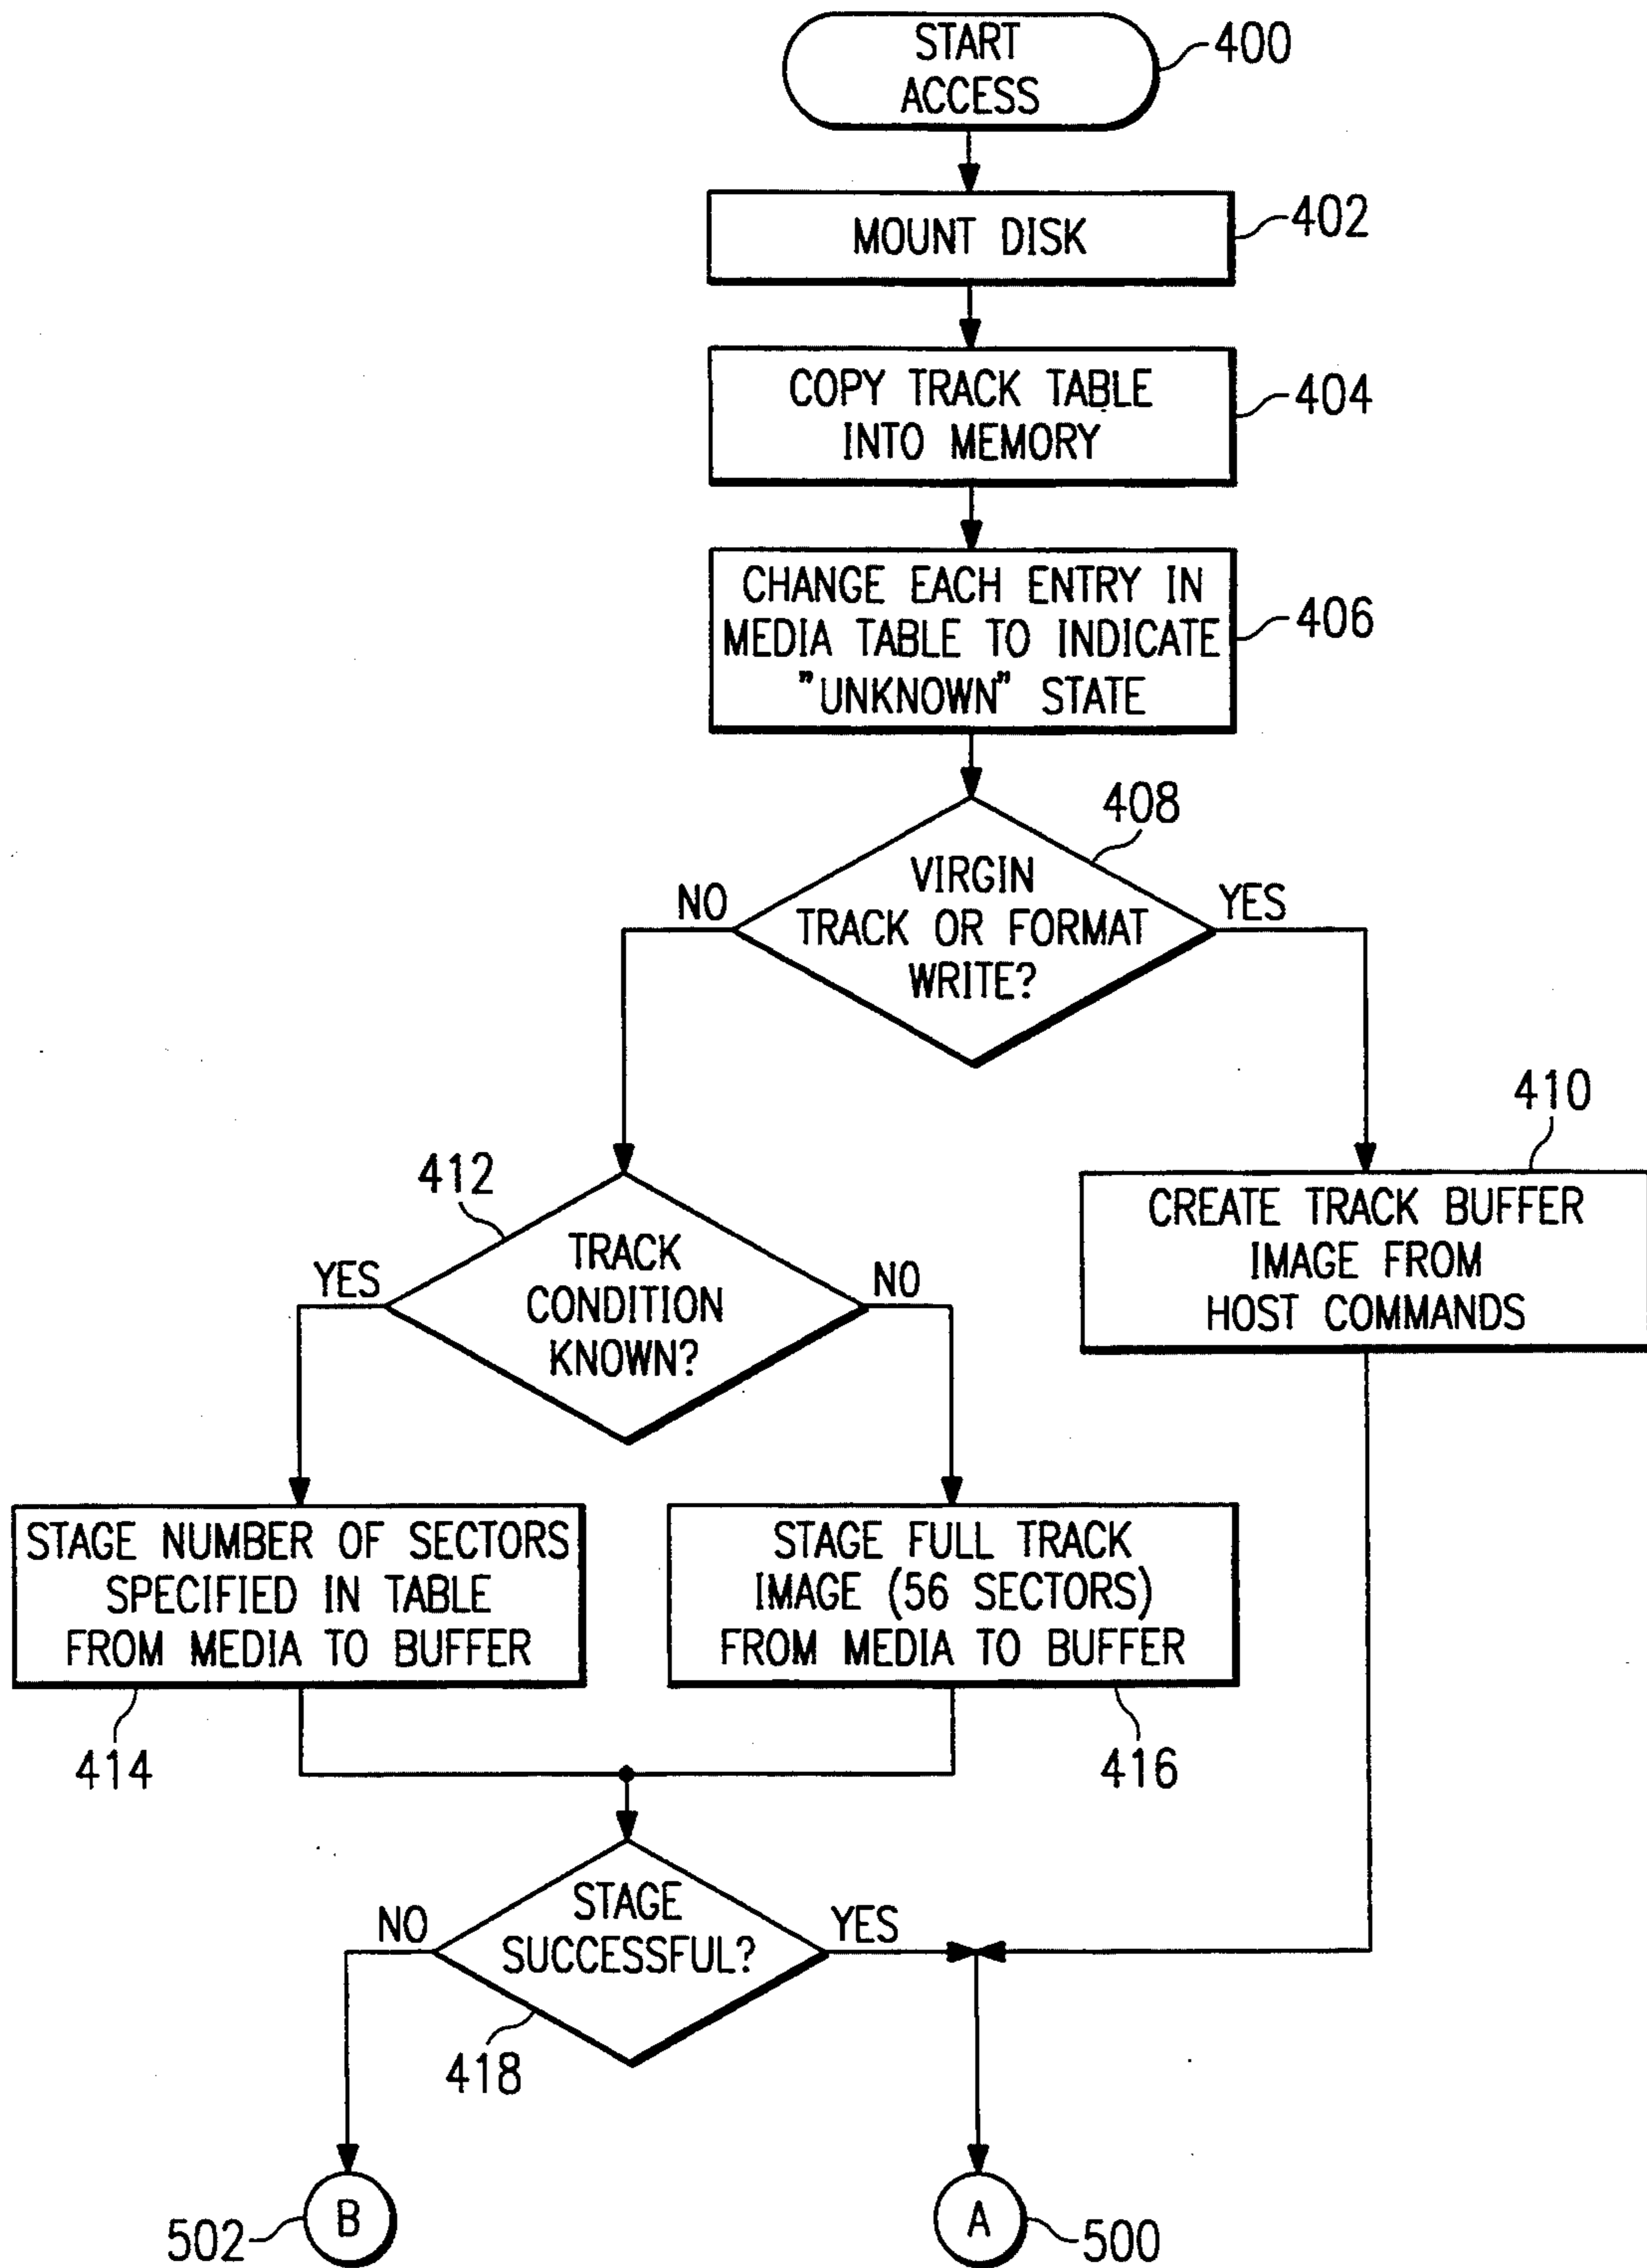 START
ACCESS
400
MOUNT DISK
402
COPY TRACK TABLE
INTO MEMORY
404
CHANGE EACH ENTRY IN
MEDIA TABLE TO INDICATE
"UNKNOWN" STATE
406
408
VIRGIN
TRACK OR FORMAT
WRITE?
NO
YES
410
CREATE TRACK BUFFER
IMAGE FROM
HOST COMMANDS
412
TRACK
CONDITION
KNOWN?
YES
NO
STAGE NUMBER OF SECTORS
SPECIFIED IN TABLE
FROM MEDIA TO BUFFER
414
STAGE FULL TRACK
IMAGE (56 SECTORS)
FROM MEDIA TO BUFFER
416
STAGE
SUCCESSFUL?
NO
YES
418
502
B
A
500